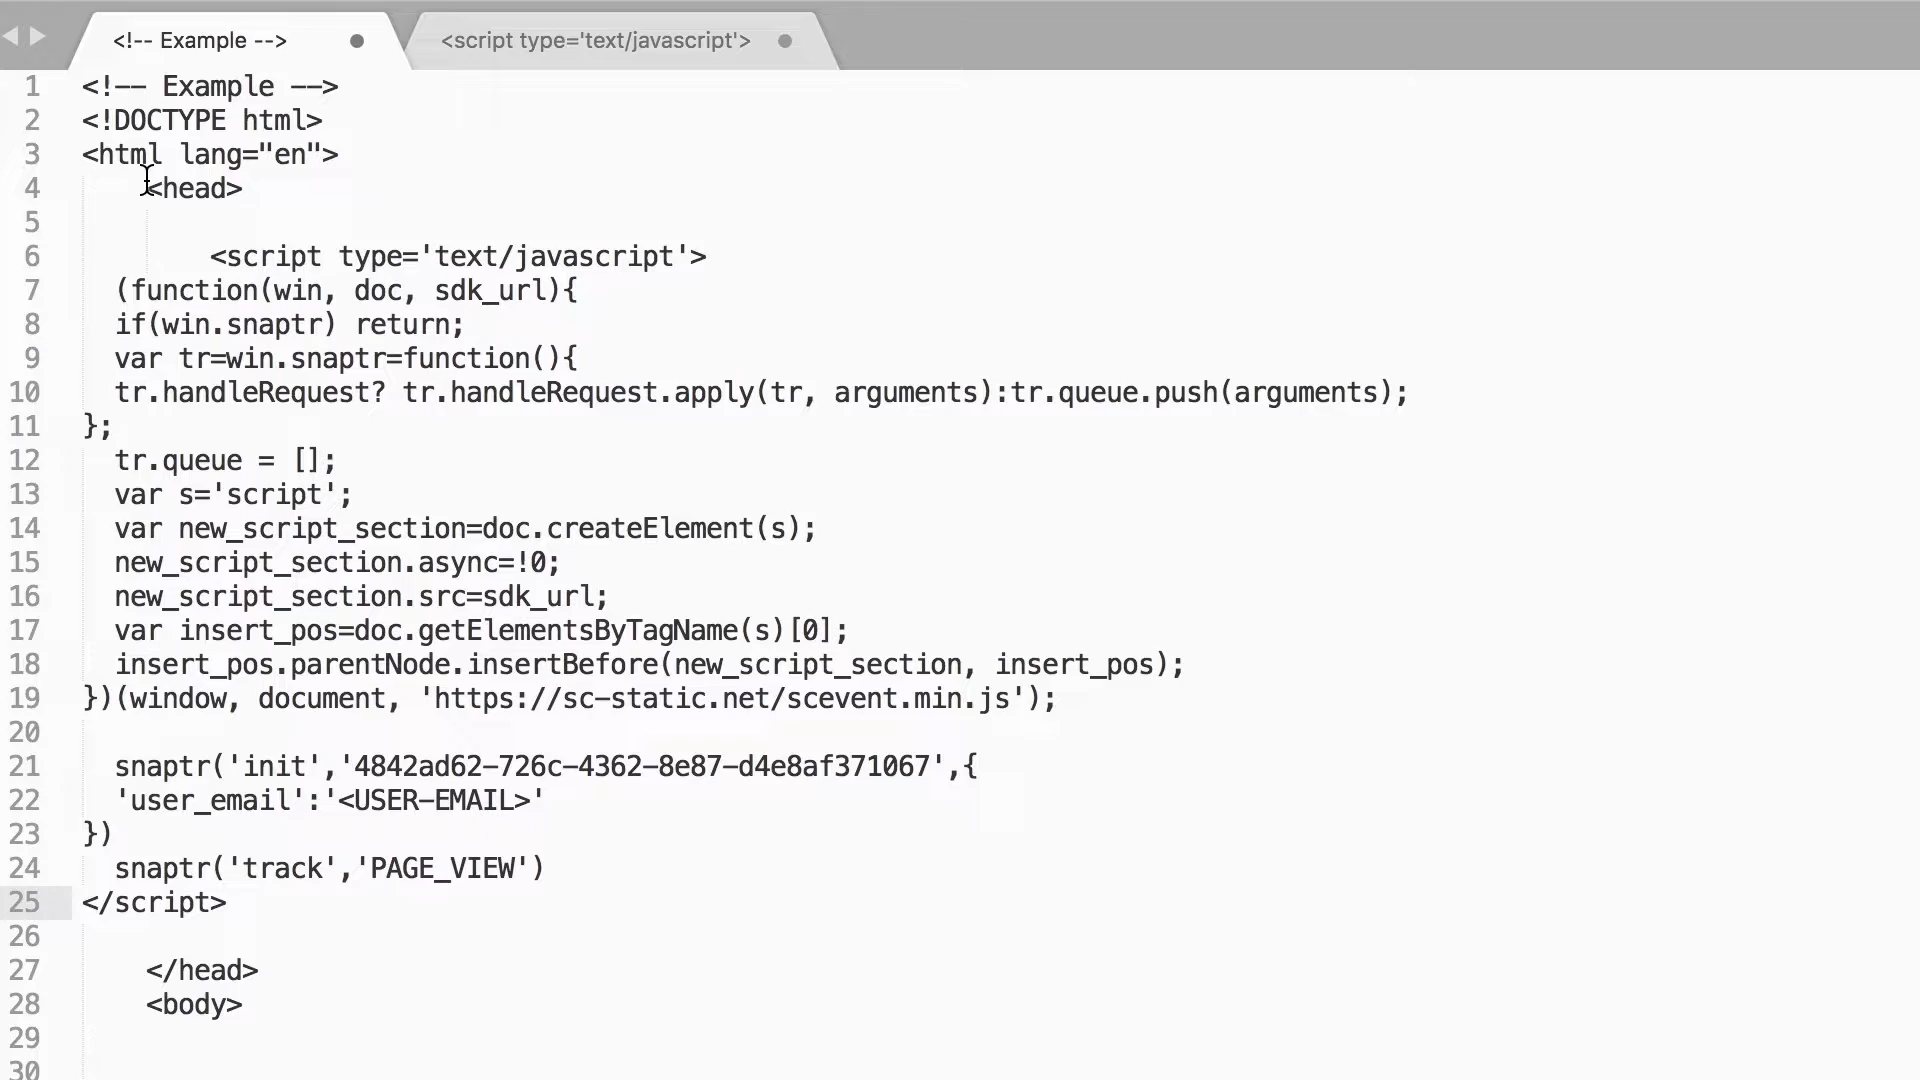 <!-- Example -->
<script type='text/javascript'>
1 <!-- Example -->
2 <!DOCTYPE html>
3 <html lang="en">
4 <head>
5
6 <script type='text/javascript'>
7 (function(win, doc, sdk_url){
8 if(win.snaptr) return;
9 var tr=win.snaptr=function(){
10 tr.handleRequest? tr.handleRequest.apply(tr, arguments):tr.queue.push(arguments);
11 };
12 tr.queue = [];
13 var s='script';
14 var new_script_section=doc.createElement(s);
15 new_script_section.async=!0;
16 new_script_section.src=sdk_url;
17 var insert_pos=doc.getElementsByTagName(s)[0];
18 insert_pos.parentNode.insertBefore(new_script_section, insert_pos);
19 })(window, document, 'https://sc-static.net/scevent.min.js');
20
21 snaptr('init','4842ad62-726c-4362-8e87-d4e8af371067',{
22 'user_email':'<USER-EMAIL>'
23 })
24 snaptr('track','PAGE_VIEW')
25 </script>
26
27 </head>
28 <body>
29
30